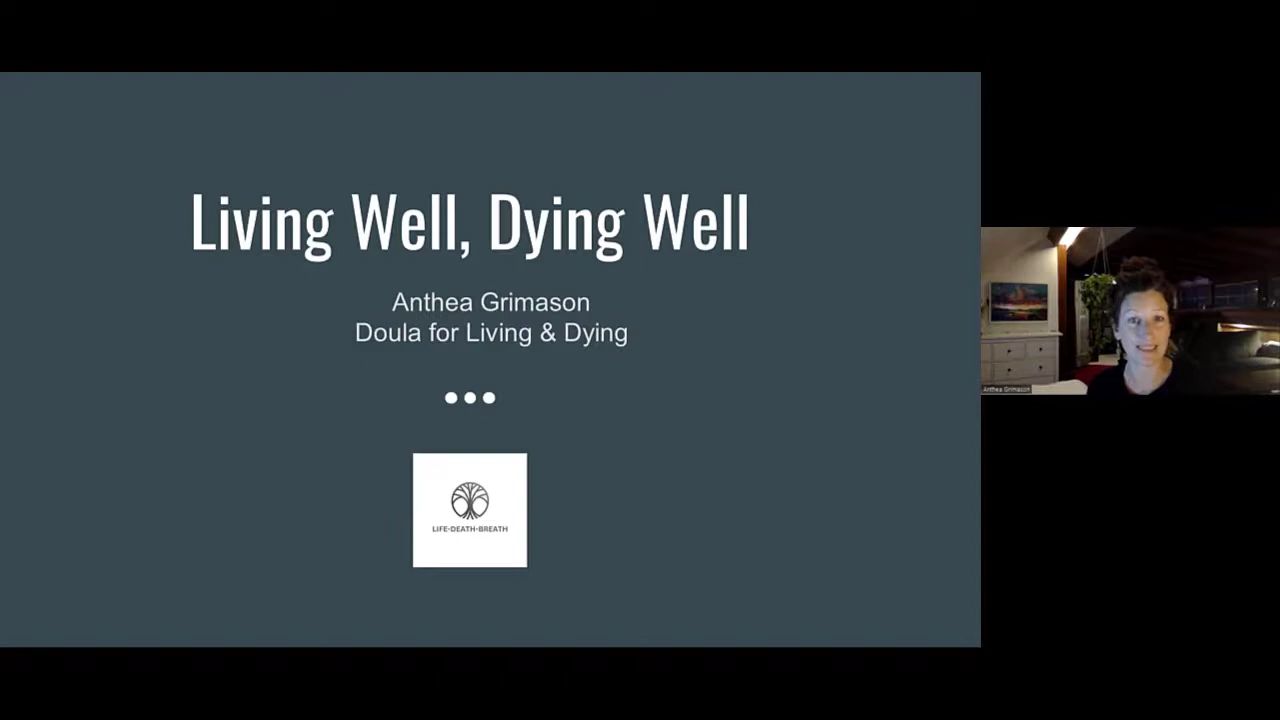 Living Well, Dying Well
Anthea Grimason
Doula for Living & Dying
LIFE-DEATH-BREATH
Anthea Grimason